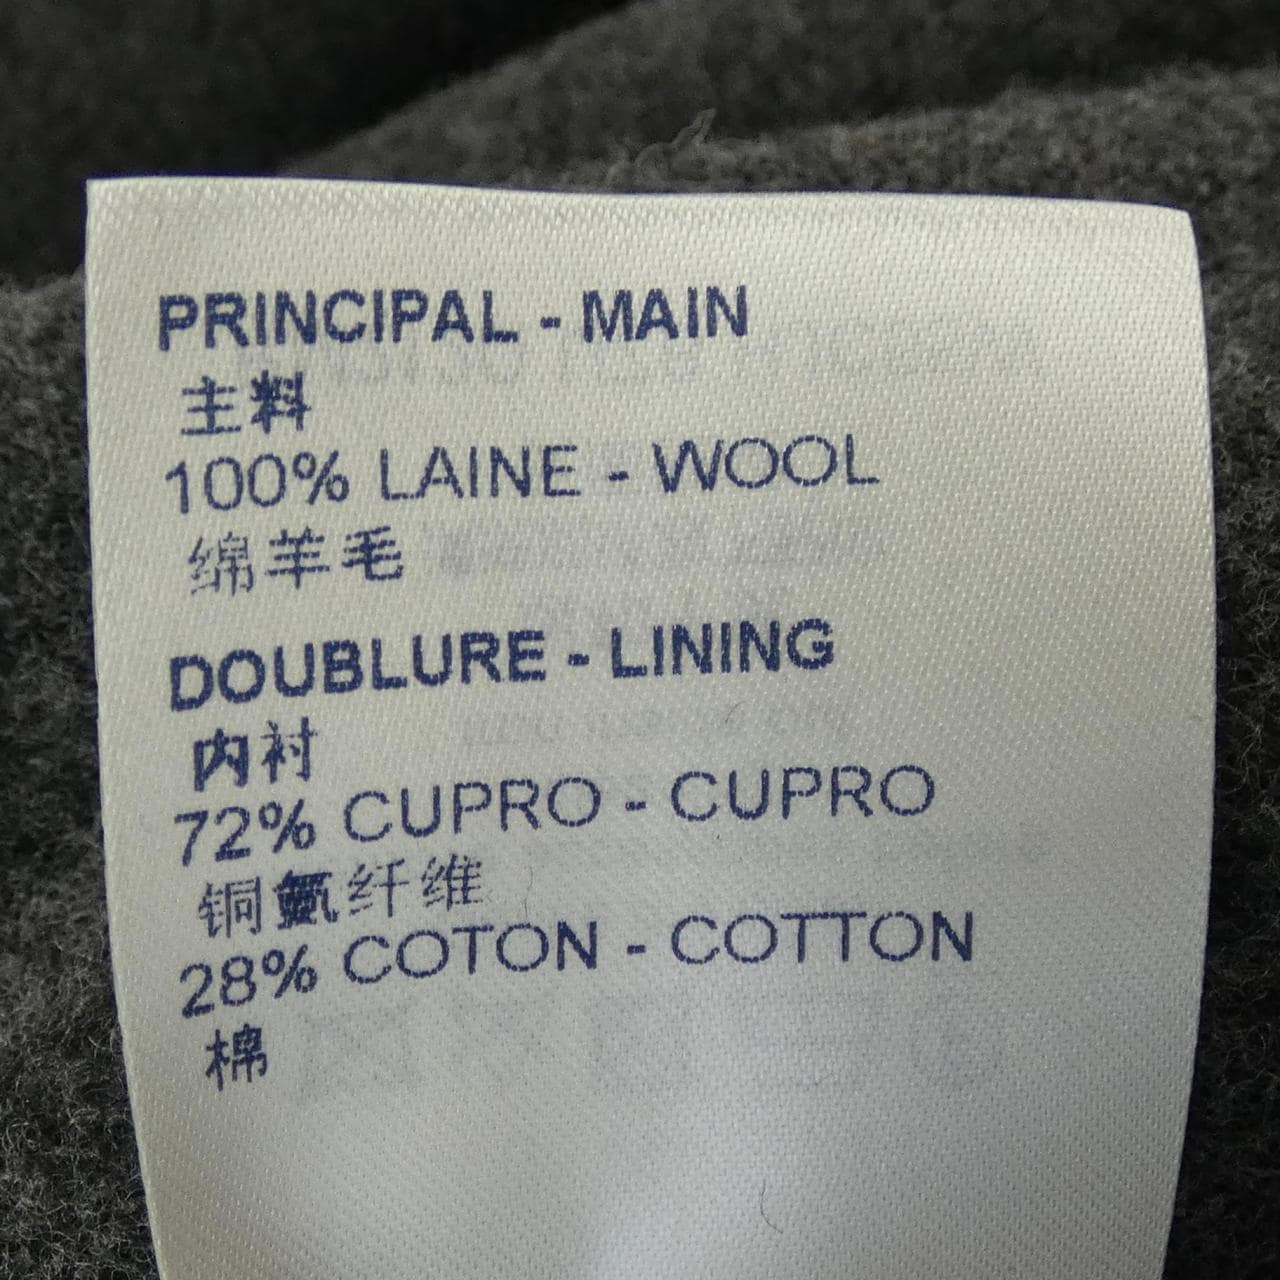 PRINCIPAL - MAIN
主料
100% LAINE - WOOL
绵羊毛
DOUBLURE - LINING
内衬
72% CUPRO - CUPRO
铜氨纤维
28% COTON - COTTON
棉